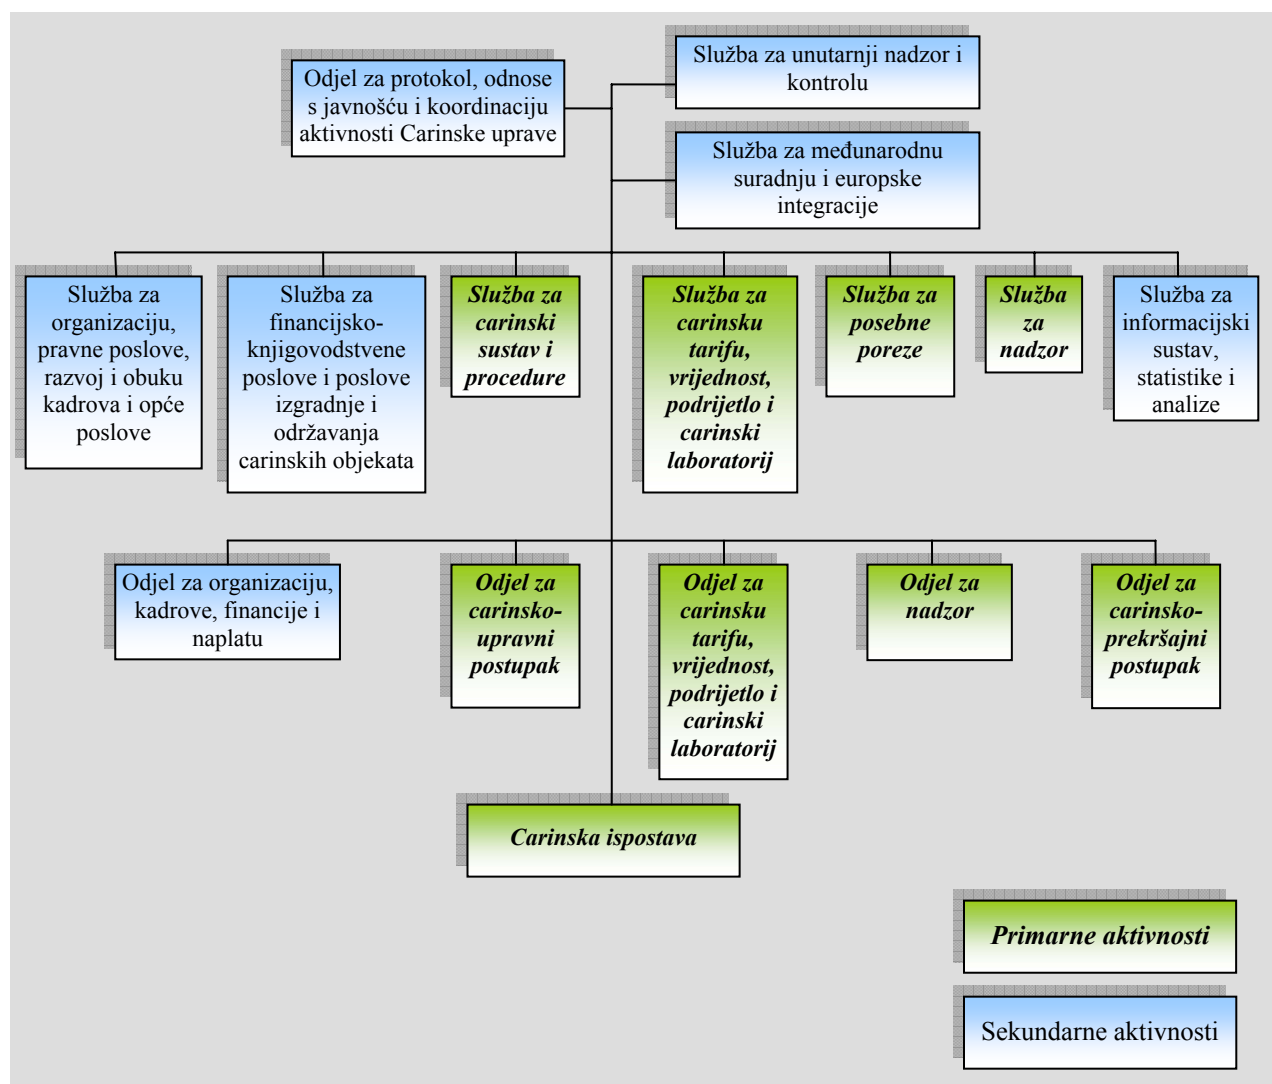 Odjel za protokol, odnose
s javnošću i koordinaciju
aktivnosti Carinske uprave
Služba za unutarnji nadzor i
kontrolu
Služba za međunarodnu
suradnju i europske
integracije
Služba za
organizaciju,
pravne poslove,
razvoj i obuku
kadrova i opće
poslove
Služba za
financijsko-
knjigovodstvene
poslove i poslove
izgradnje i
održavanja
carinskih objekata
Služba za
carinski
sustav i
procedure
Služba za
carinsku
tarifu,
vrijednost,
podrijetlo i
carinski
laboratorij
Služba za
posebne
poreze
Služba
za
nadzor
Služba za
informacijski
sustav,
statistike i
analize
Odjel za organizaciju,
kadrove, financije i
naplatu
Odjel za
carinsko-
upravni
postupak
Odjel za
carinsku
tarifu,
vrijednost,
podrijetlo i
carinski
laboratorij
Odjel za
nadzor
Odjel za
carinsko-
prekršajni
postupak
Carinska ispostava
Primarne aktivnosti
Sekundarne aktivnosti